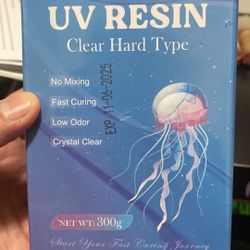 UV RESIN
Clear Hard Type
No Mixing
Fast Curing
Low Odor
Crystal Clear
EXP 11-06-2025
NET WT: 300g
Start Your Fast Curing Journey